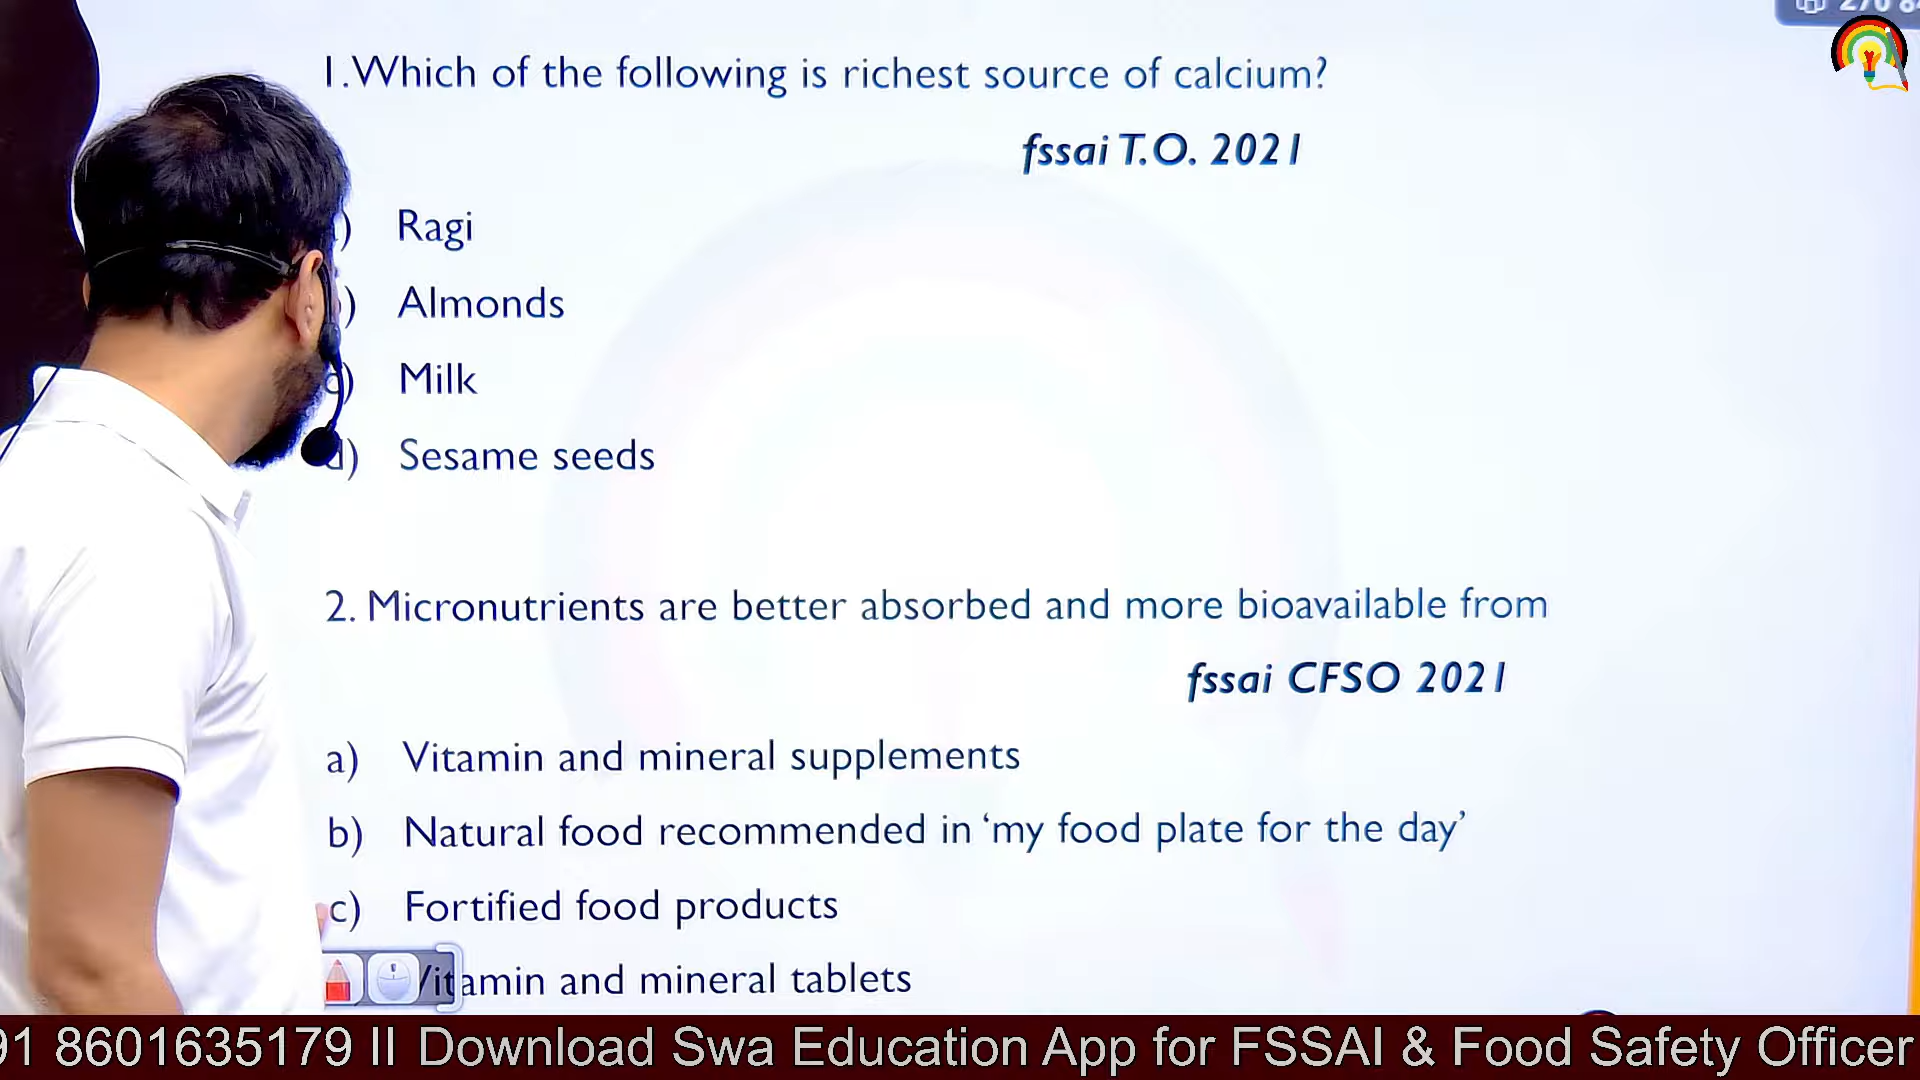 1.Which of the following is richest source of calcium?
fssai T.O. 2021
) Ragi
) Almonds
c) Milk
d) Sesame seeds
2. Micronutrients are better absorbed and more bioavailable from
fssai CFSO 2021
a) Vitamin and mineral supplements
b) Natural food recommended in ‘my food plate for the day’
c) Fortified food products
Vitamin and mineral tablets
91 8601635179 II Download Swa Education App for FSSAI & Food Safety Officer